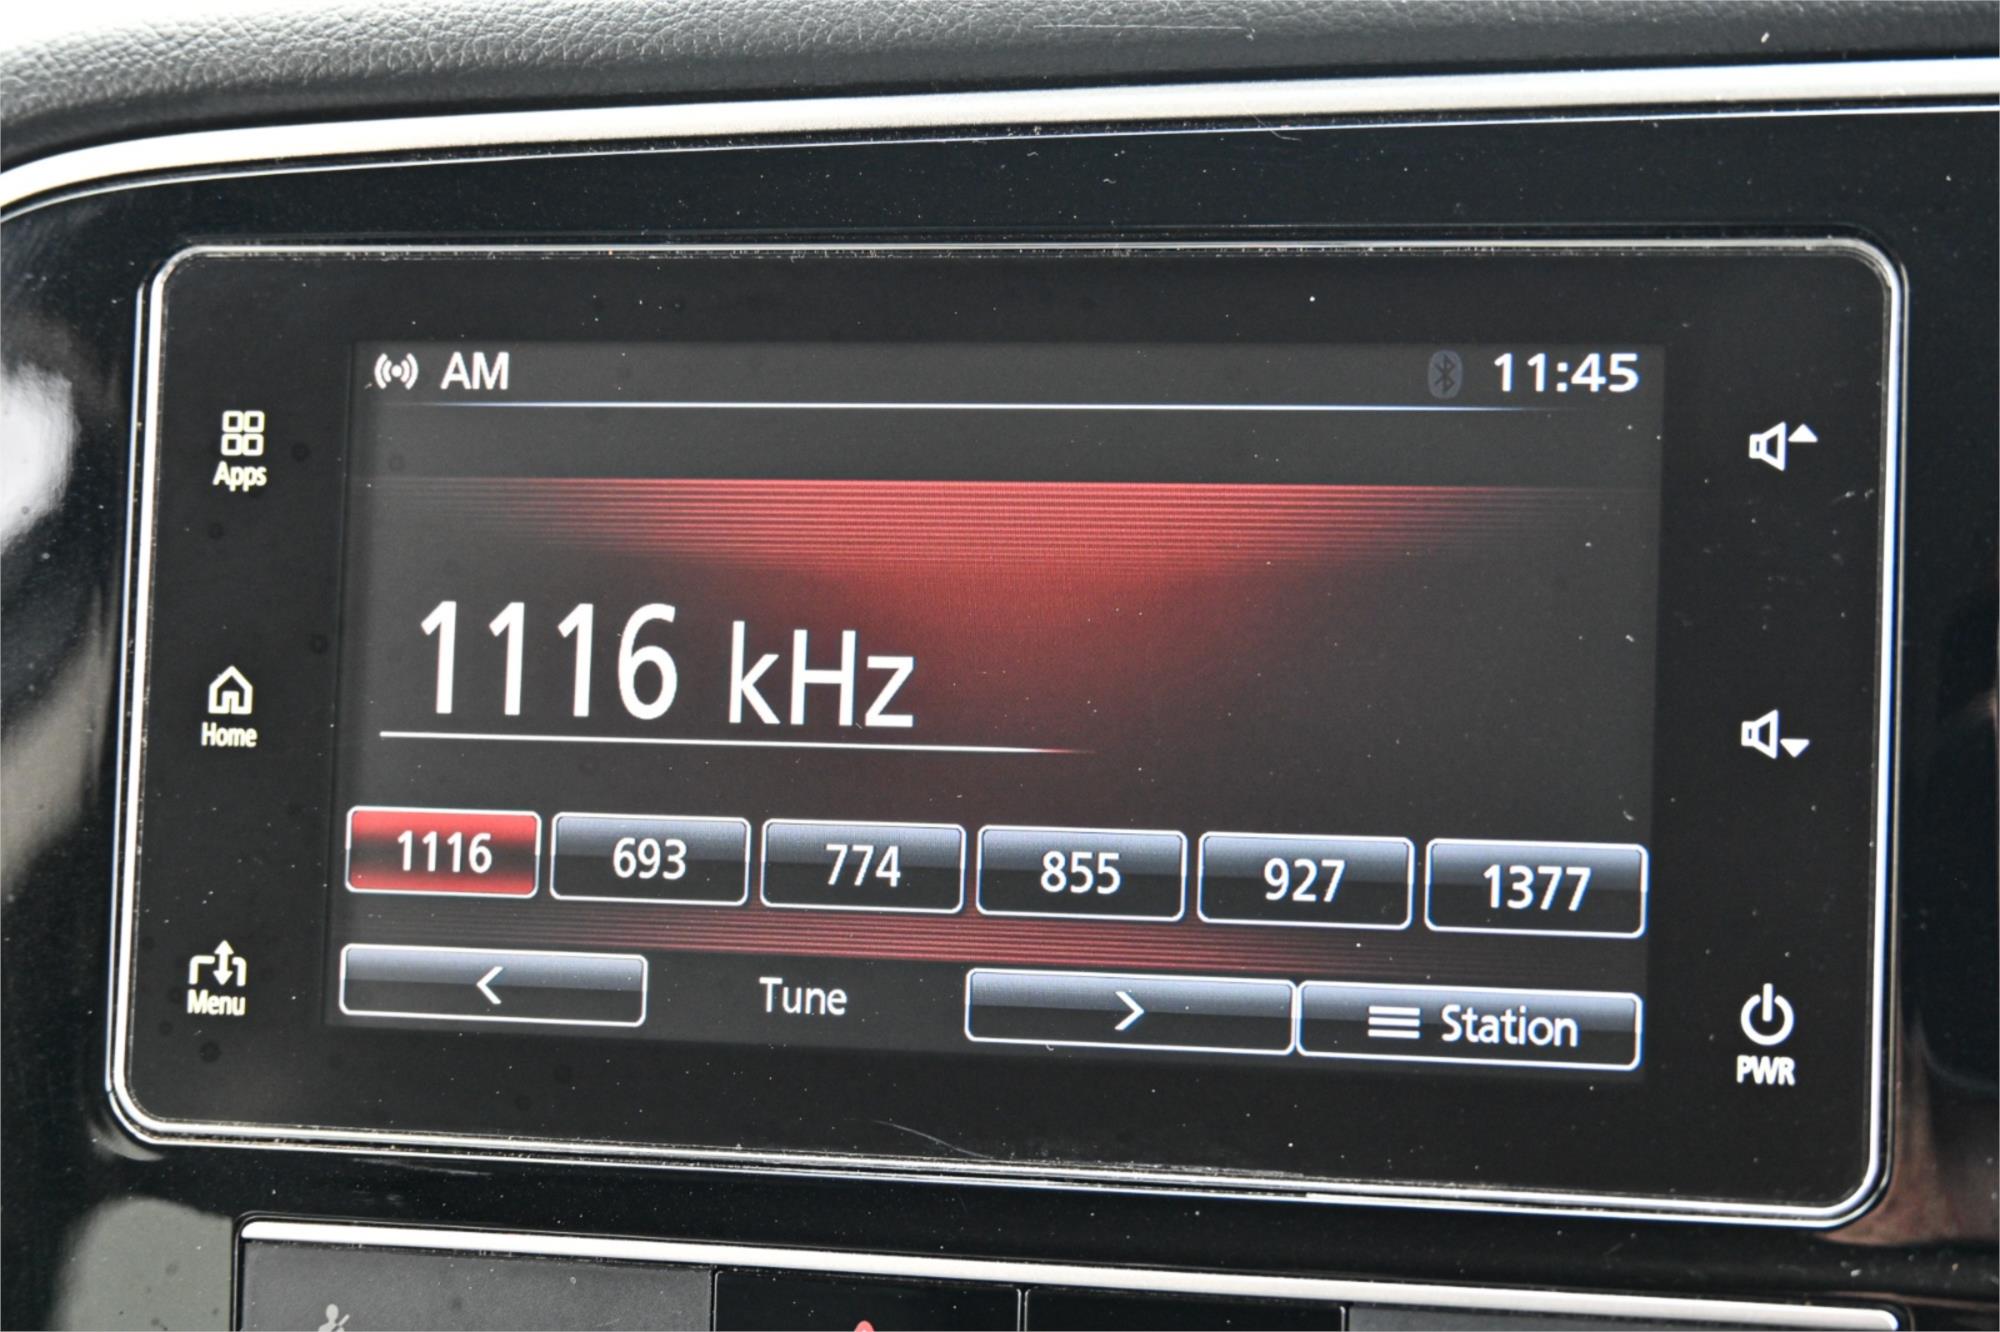 AM 11:45
Apps
1116 kHz
Home
1116 693 774 855 927 1377
Tune Station
Menu
PWR